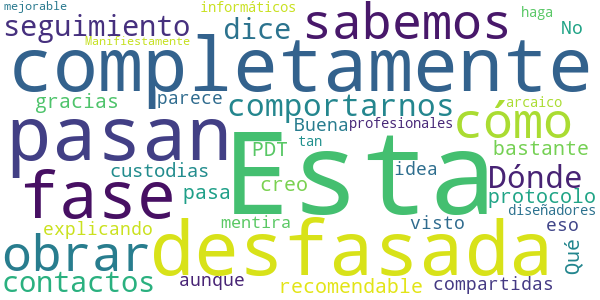 mejorable
informáticos
haga
seguimiento
dice
sabemos
No
Manifiestamente
completamente
gracias
parece
comportarnos
arcaico
cómo
pasan
Buena
profesionales
bastante
Esta
PDT
tan
custodias
idea
Dónde
fase
pasa
creo
protocolo
diseñadores
mentira
visto
eso
explicando
obrar
desfasada
Qué
contactos
aunque
recomendable
compartidas